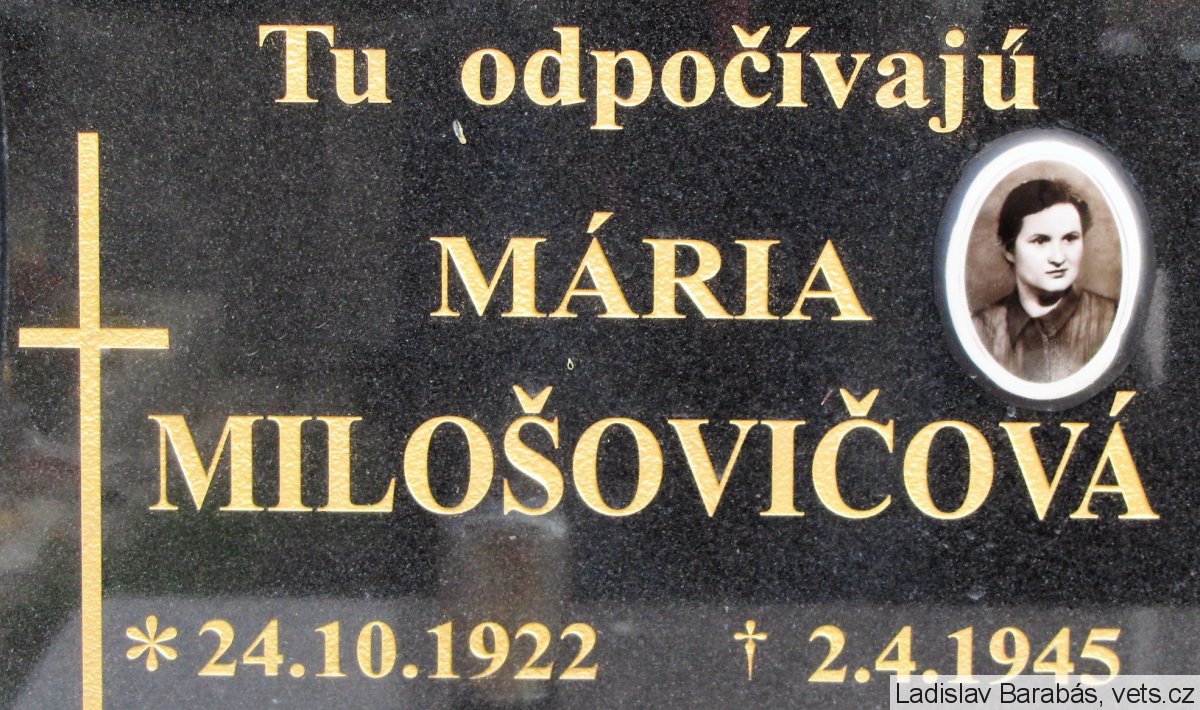 Tu odpočívajú
MÁRIA
MILOŠOVIČOVÁ
* 24.10.1922 † 2.4.1945
Ladislav Barabás, vets.cz